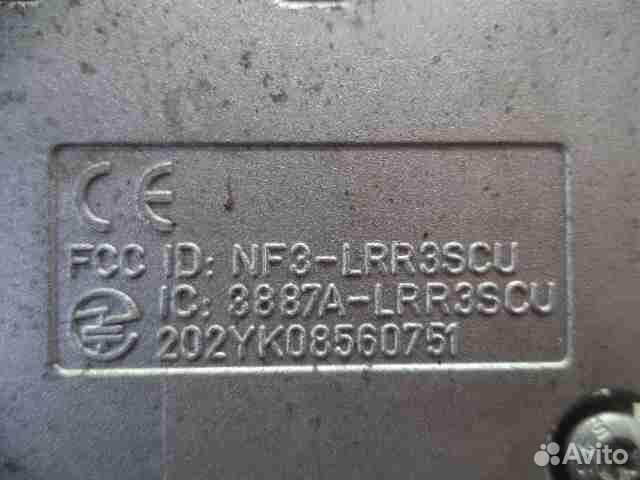 CE
FCC ID: NF3-LRR3SCU
IC: 3887A-LRR3SCU
202YK08560751
Avito